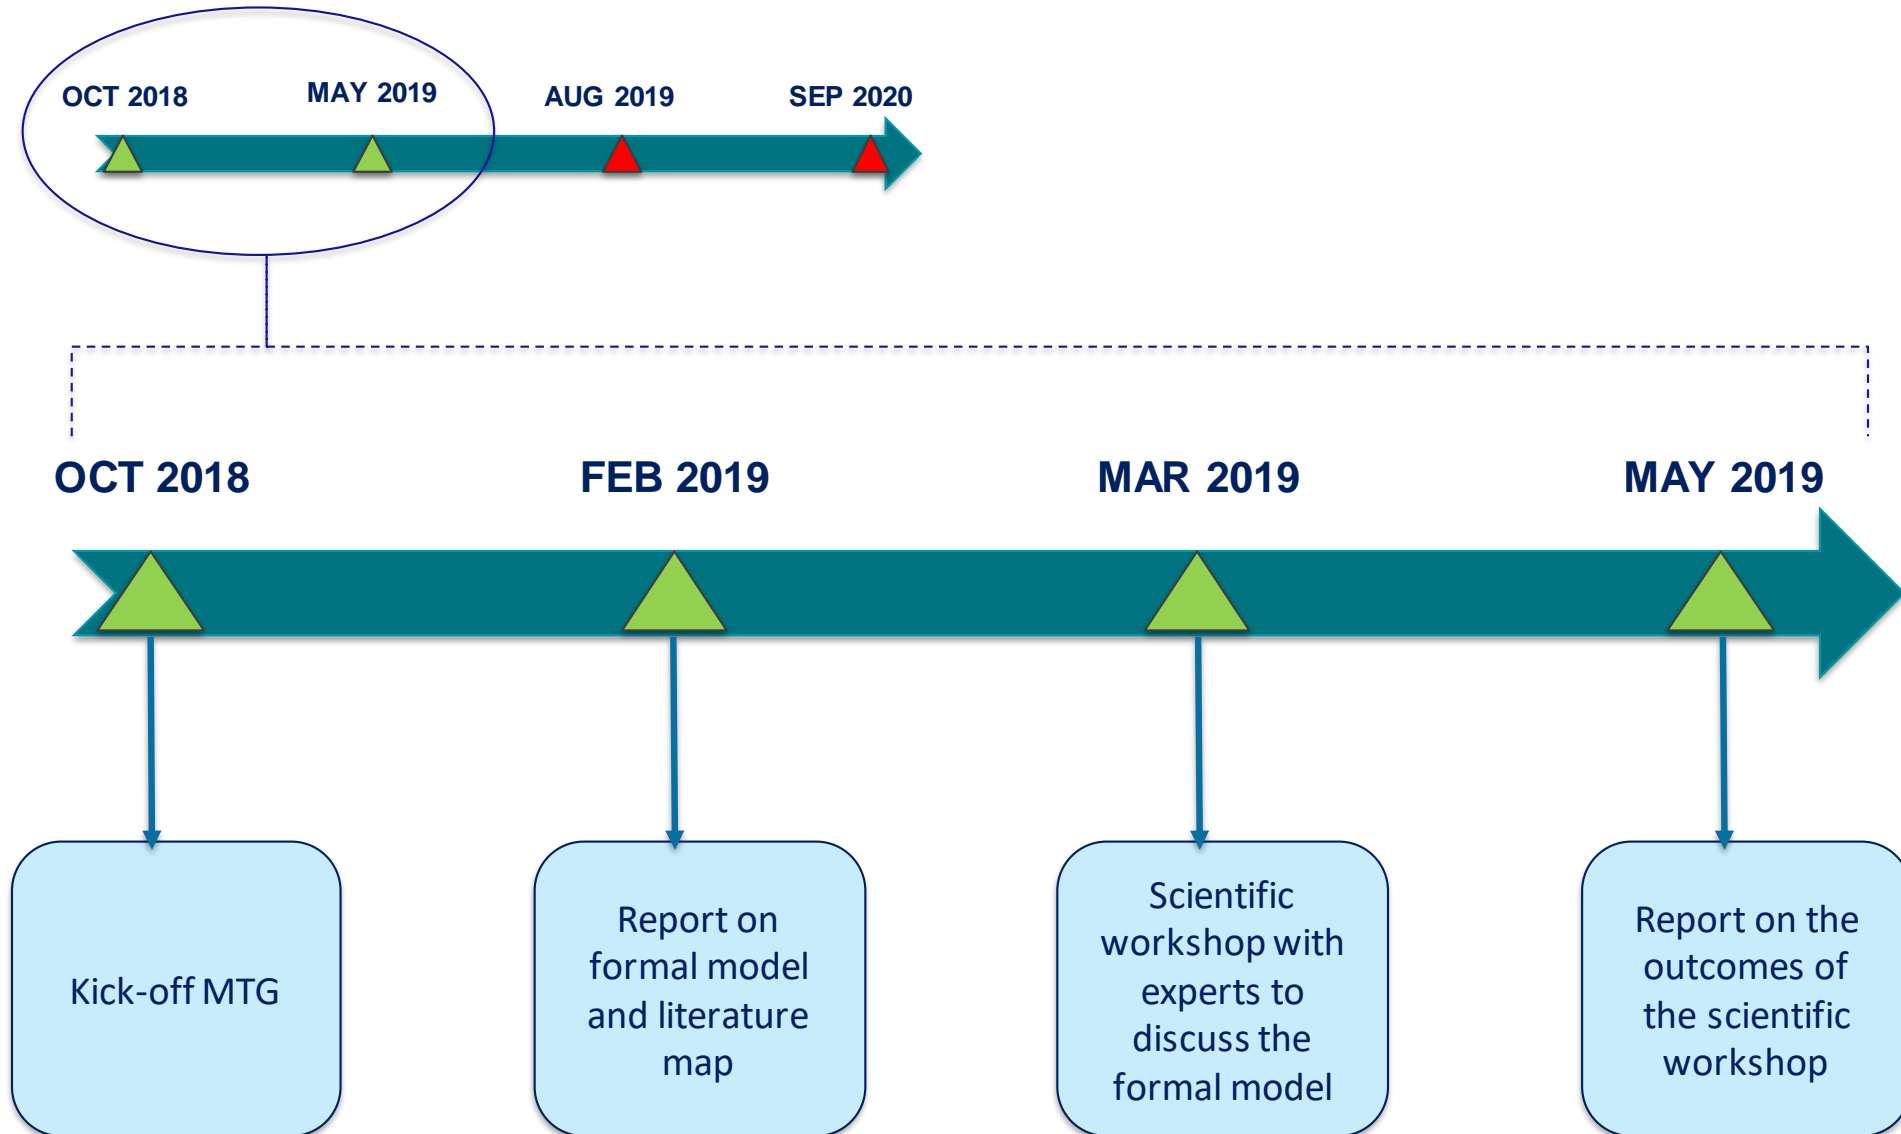 OCT 2018
MAY 2019
AUG 2019
SEP 2020
OCT 2018
FEB 2019
MAR 2019
MAY 2019
Kick-off MTG
Report on
formal model
and literature
map
Scientific
workshop with
experts to
discuss the
formal model
Report on the
outcomes of
the scientific
workshop